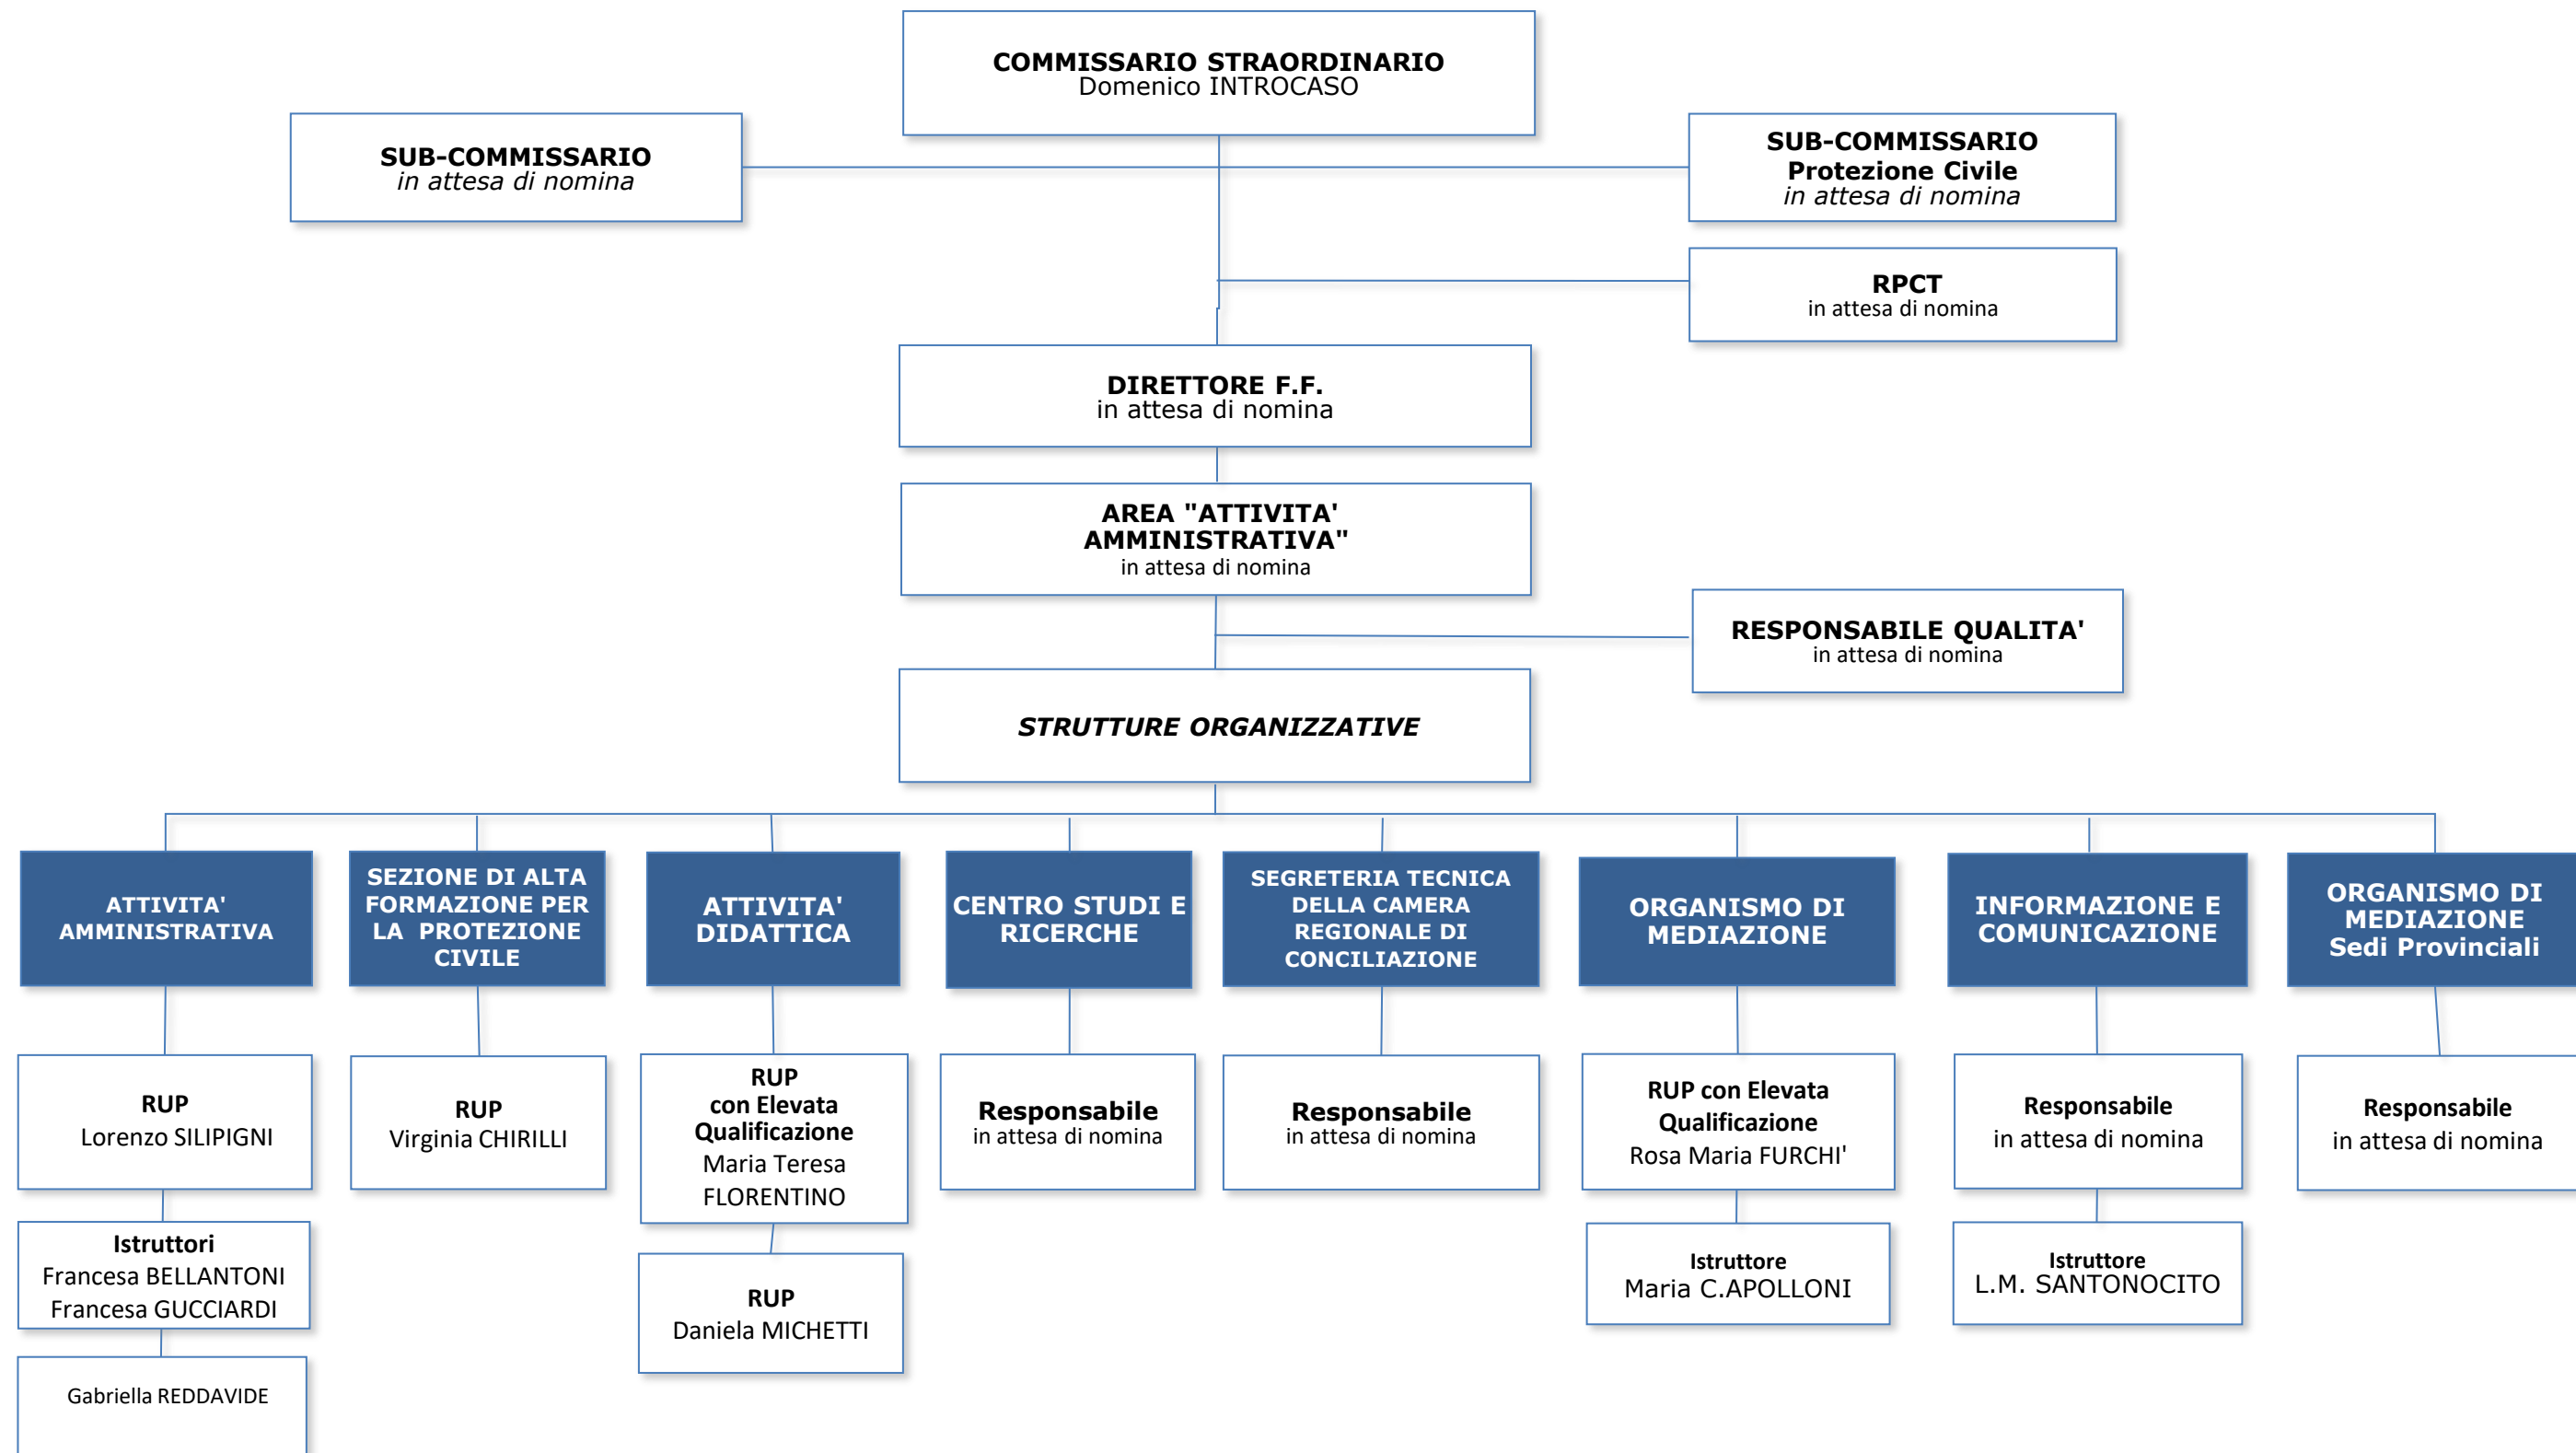 COMMISSARIO STRAORDINARIO
Domenico INTROCASO
SUB-COMMISSARIO
in attesa di nomina
SUB-COMMISSARIO
Protezione Civile
in attesa di nomina
RPCT
in attesa di nomina
DIRETTORE F.F.
in attesa di nomina
AREA "ATTIVITA'
AMMINISTRATIVA"
in attesa di nomina
RESPONSABILE QUALITA'
in attesa di nomina
STRUTTURE ORGANIZZATIVE
ATTIVITA'
AMMINISTRATIVA
SEZIONE DI ALTA
FORMAZIONE PER
LA PROTEZIONE
CIVILE
ATTIVITA'
DIDATTICA
CENTRO STUDI E
RICERCHE
SEGRETERIA TECNICA
DELLA CAMERA
REGIONALE DI
CONCILIAZIONE
ORGANISMO DI
MEDIAZIONE
INFORMAZIONE E
COMUNICAZIONE
ORGANISMO DI
MEDIAZIONE
Sedi Provinciali
RUP
Lorenzo SILIPIGNI
RUP
Virginia CHIRILLI
RUP
con Elevata
Qualificazione
Maria Teresa
FLORENTINO
Responsabile
in attesa di nomina
Responsabile
in attesa di nomina
RUP con Elevata
Qualificazione
Rosa Maria FURCHI'
Responsabile
in attesa di nomina
Responsabile
in attesa di nomina
Istruttori
Francesa BELLANTONI
Francesa GUCCIARDI
RUP
Daniela MICHETTI
Istruttore
Maria C.APOLLONI
Istruttore
L.M. SANTONOCITO
Gabriella REDDAVIDE